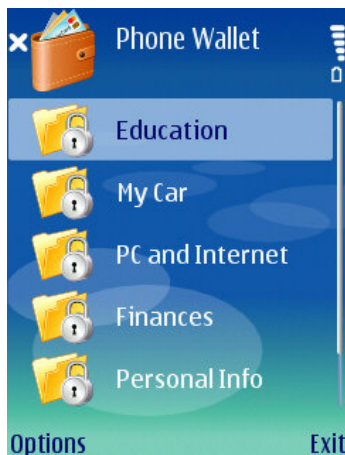 Phone Wallet
Education
My Car
PC and Internet
Finances
Personal Info
Options Exit